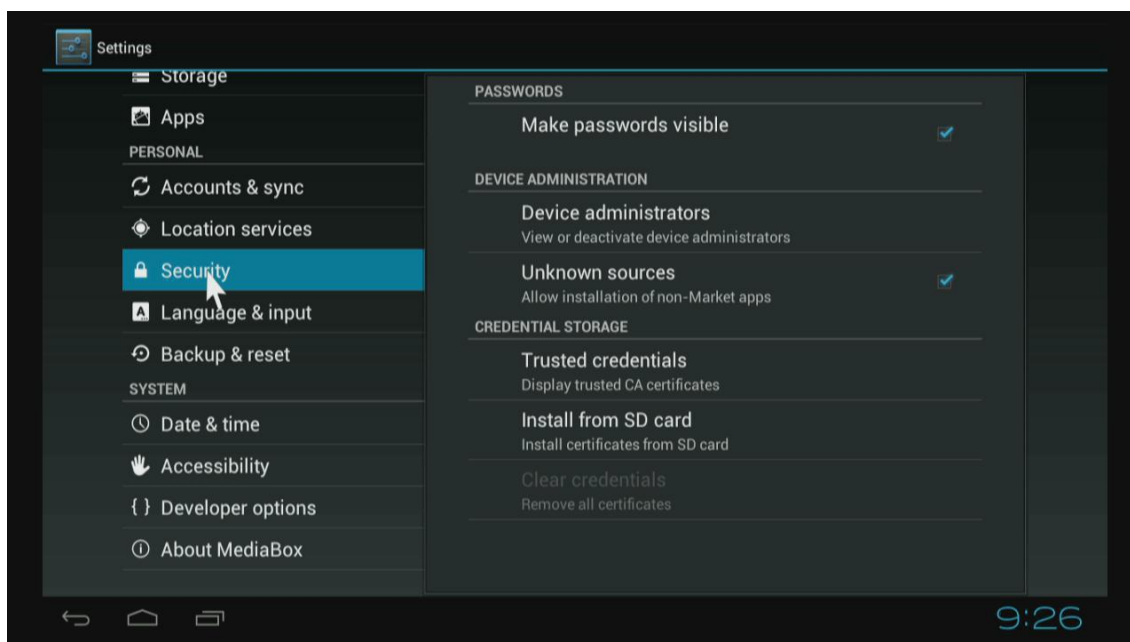 Settings
Storage
Apps
PERSONAL
Accounts & sync
Location services
Security
Language & input
Backup & reset
SYSTEM
Date & time
Accessibility
{ } Developer options
About MediaBox
PASSWORDS
Make passwords visible
DEVICE ADMINISTRATION
Device administrators
View or deactivate device administrators
Unknown sources
Allow installation of non-Market apps
CREDENTIAL STORAGE
Trusted credentials
Display trusted CA certificates
Install from SD card
Install certificates from SD card
Clear credentials
Remove all certificates
9:26